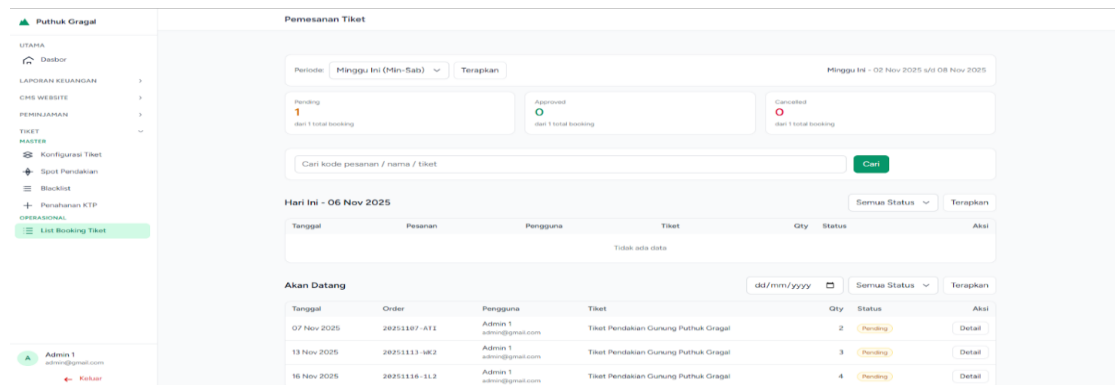 Puthuk Gragal
Pemesanan Tiket
UTAMA
Dasbor
LAPORAN KEUANGAN
CMS WEBSITE
PEMINJAMAN
TIKET
MASTER
Konfigurasi Tiket
Spot Pendakian
Blacklist
Penahanan KTP
OPERASIONAL
List Booking Tiket
A
Admin 1
admin@gmail.com
Keluar
Periode: Minggu Ini (Min-Sab) Terapkan
Minggu Ini - 02 Nov 2025 s/d 08 Nov 2025
Pending
1
dari 1 total booking
Approved
0
dari 1 total booking
Cancelled
0
dari 1 total booking
Cari kode pesanan / nama / tiket
Cari
Hari Ini - 06 Nov 2025
Semua Status Terapkan
Tanggal Pesanan Pengguna Tiket Qty Status Aksi
Tidak ada data
Akan Datang
dd/mm/yyyy Semua Status Terapkan
Tanggal Order Pengguna Tiket Qty Status Aksi
07 Nov 2025 20251107-ATI Admin 1 Tiket Pendakian Gunung Puthuk Gragal 2 Pending Detail
admin@gmail.com
13 Nov 2025 20251113-WK2 Admin 1 Tiket Pendakian Gunung Puthuk Gragal 3 Pending Detail
admin@gmail.com
16 Nov 2025 20251116-1L2 Admin 1 Tiket Pendakian Gunung Puthuk Gragal 4 Pending Detail
admin@gmail.com